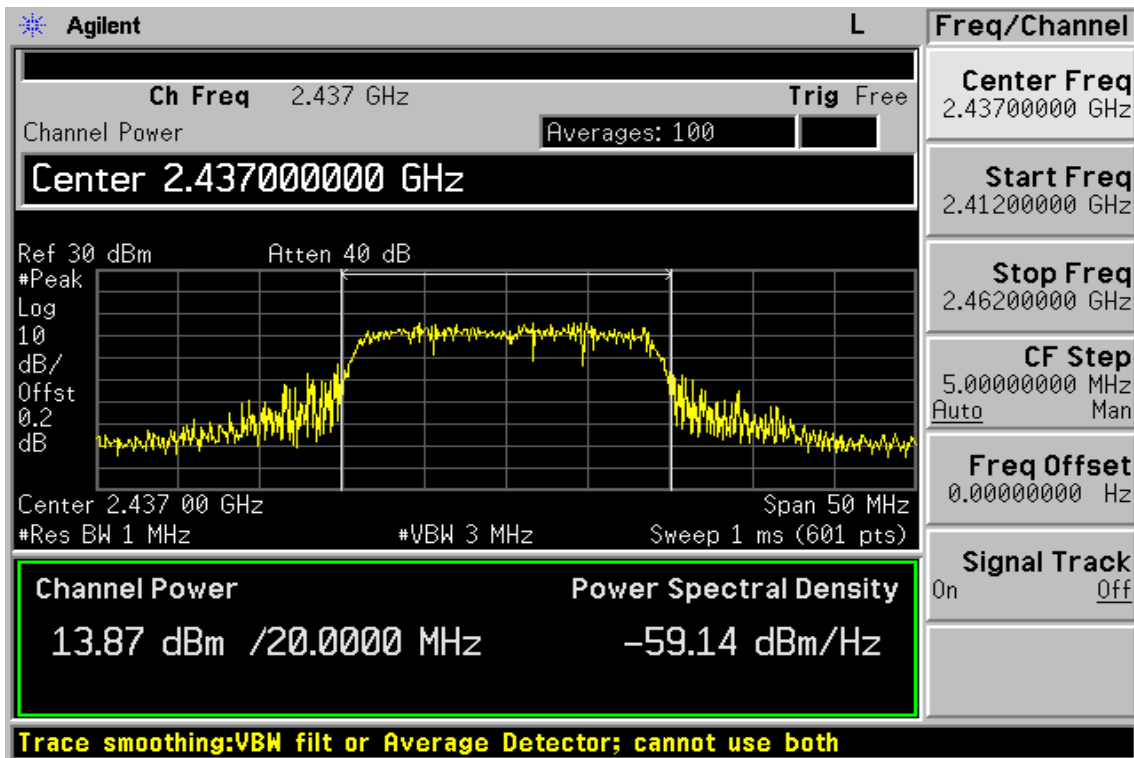 Agilent L
Ch Freq 2.437 GHz Trig Free
Channel Power Averages: 100
Center 2.437000000 GHz
Ref 30 dBm Atten 40 dB
#Peak
Log
10
dB/
Offst
0.2
dB
Center 2.437 00 GHz Span 50 MHz
#Res BW 1 MHz #VBW 3 MHz Sweep 1 ms (601 pts)
Channel Power Power Spectral Density
13.87 dBm /20.0000 MHz -59.14 dBm/Hz
Trace smoothing:VBW filt or Average Detector; cannot use both
Freq/Channel
Center Freq
2.43700000 GHz
Start Freq
2.41200000 GHz
Stop Freq
2.46200000 GHz
CF Step
5.00000000 MHz
Auto Man
Freq Offset
0.00000000 Hz
Signal Track
On Off